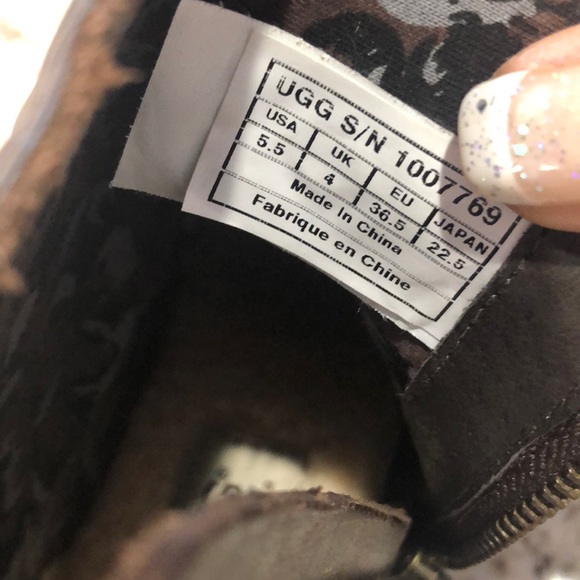 UGG S/N 1007769
USA UK EU JAPAN
5.5 4 36.5 22.5
Made in China
Fabrique en Chine